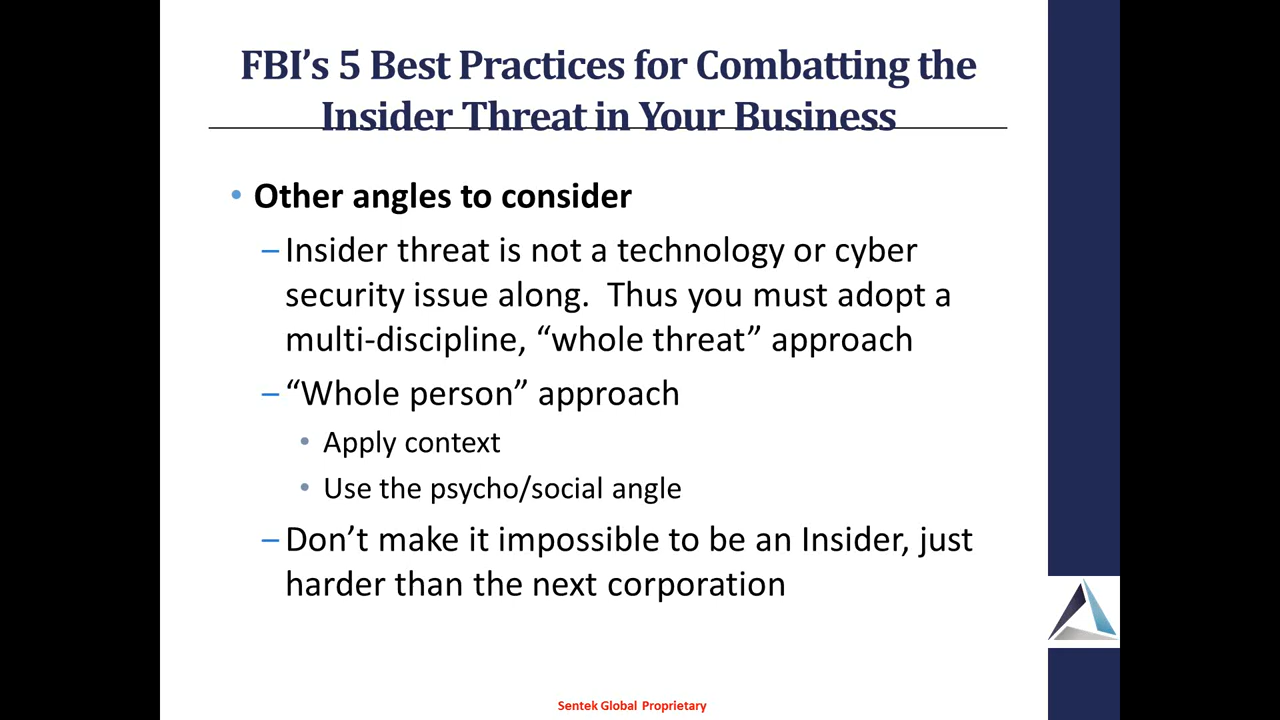 FBI’s 5 Best Practices for Combatting the
Insider Threat in Your Business
• Other angles to consider
– Insider threat is not a technology or cyber
security issue along.  Thus you must adopt a
multi-discipline, “whole threat” approach
– “Whole person” approach
• Apply context
• Use the psycho/social angle
– Don’t make it impossible to be an Insider, just
harder than the next corporation
Sentek Global Proprietary